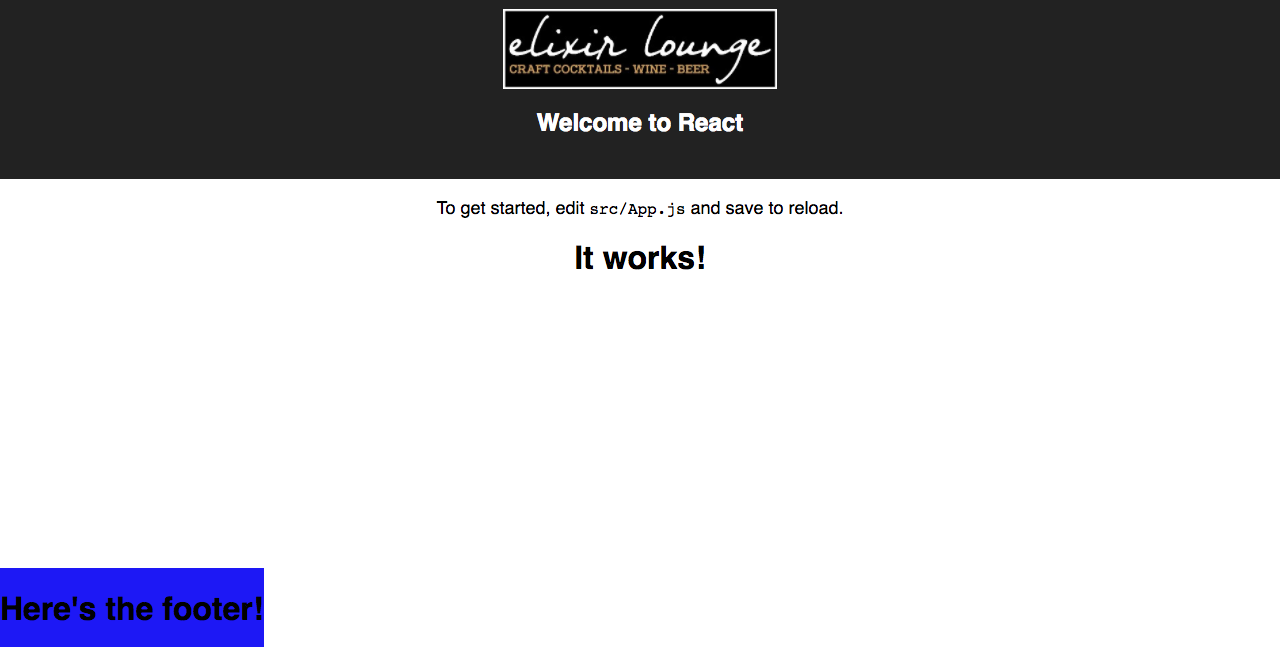 elixir lounge
CRAFT COCKTAILS - WINE - BEER
Welcome to React
To get started, edit src/App.js and save to reload.
It works!
Here's the footer!